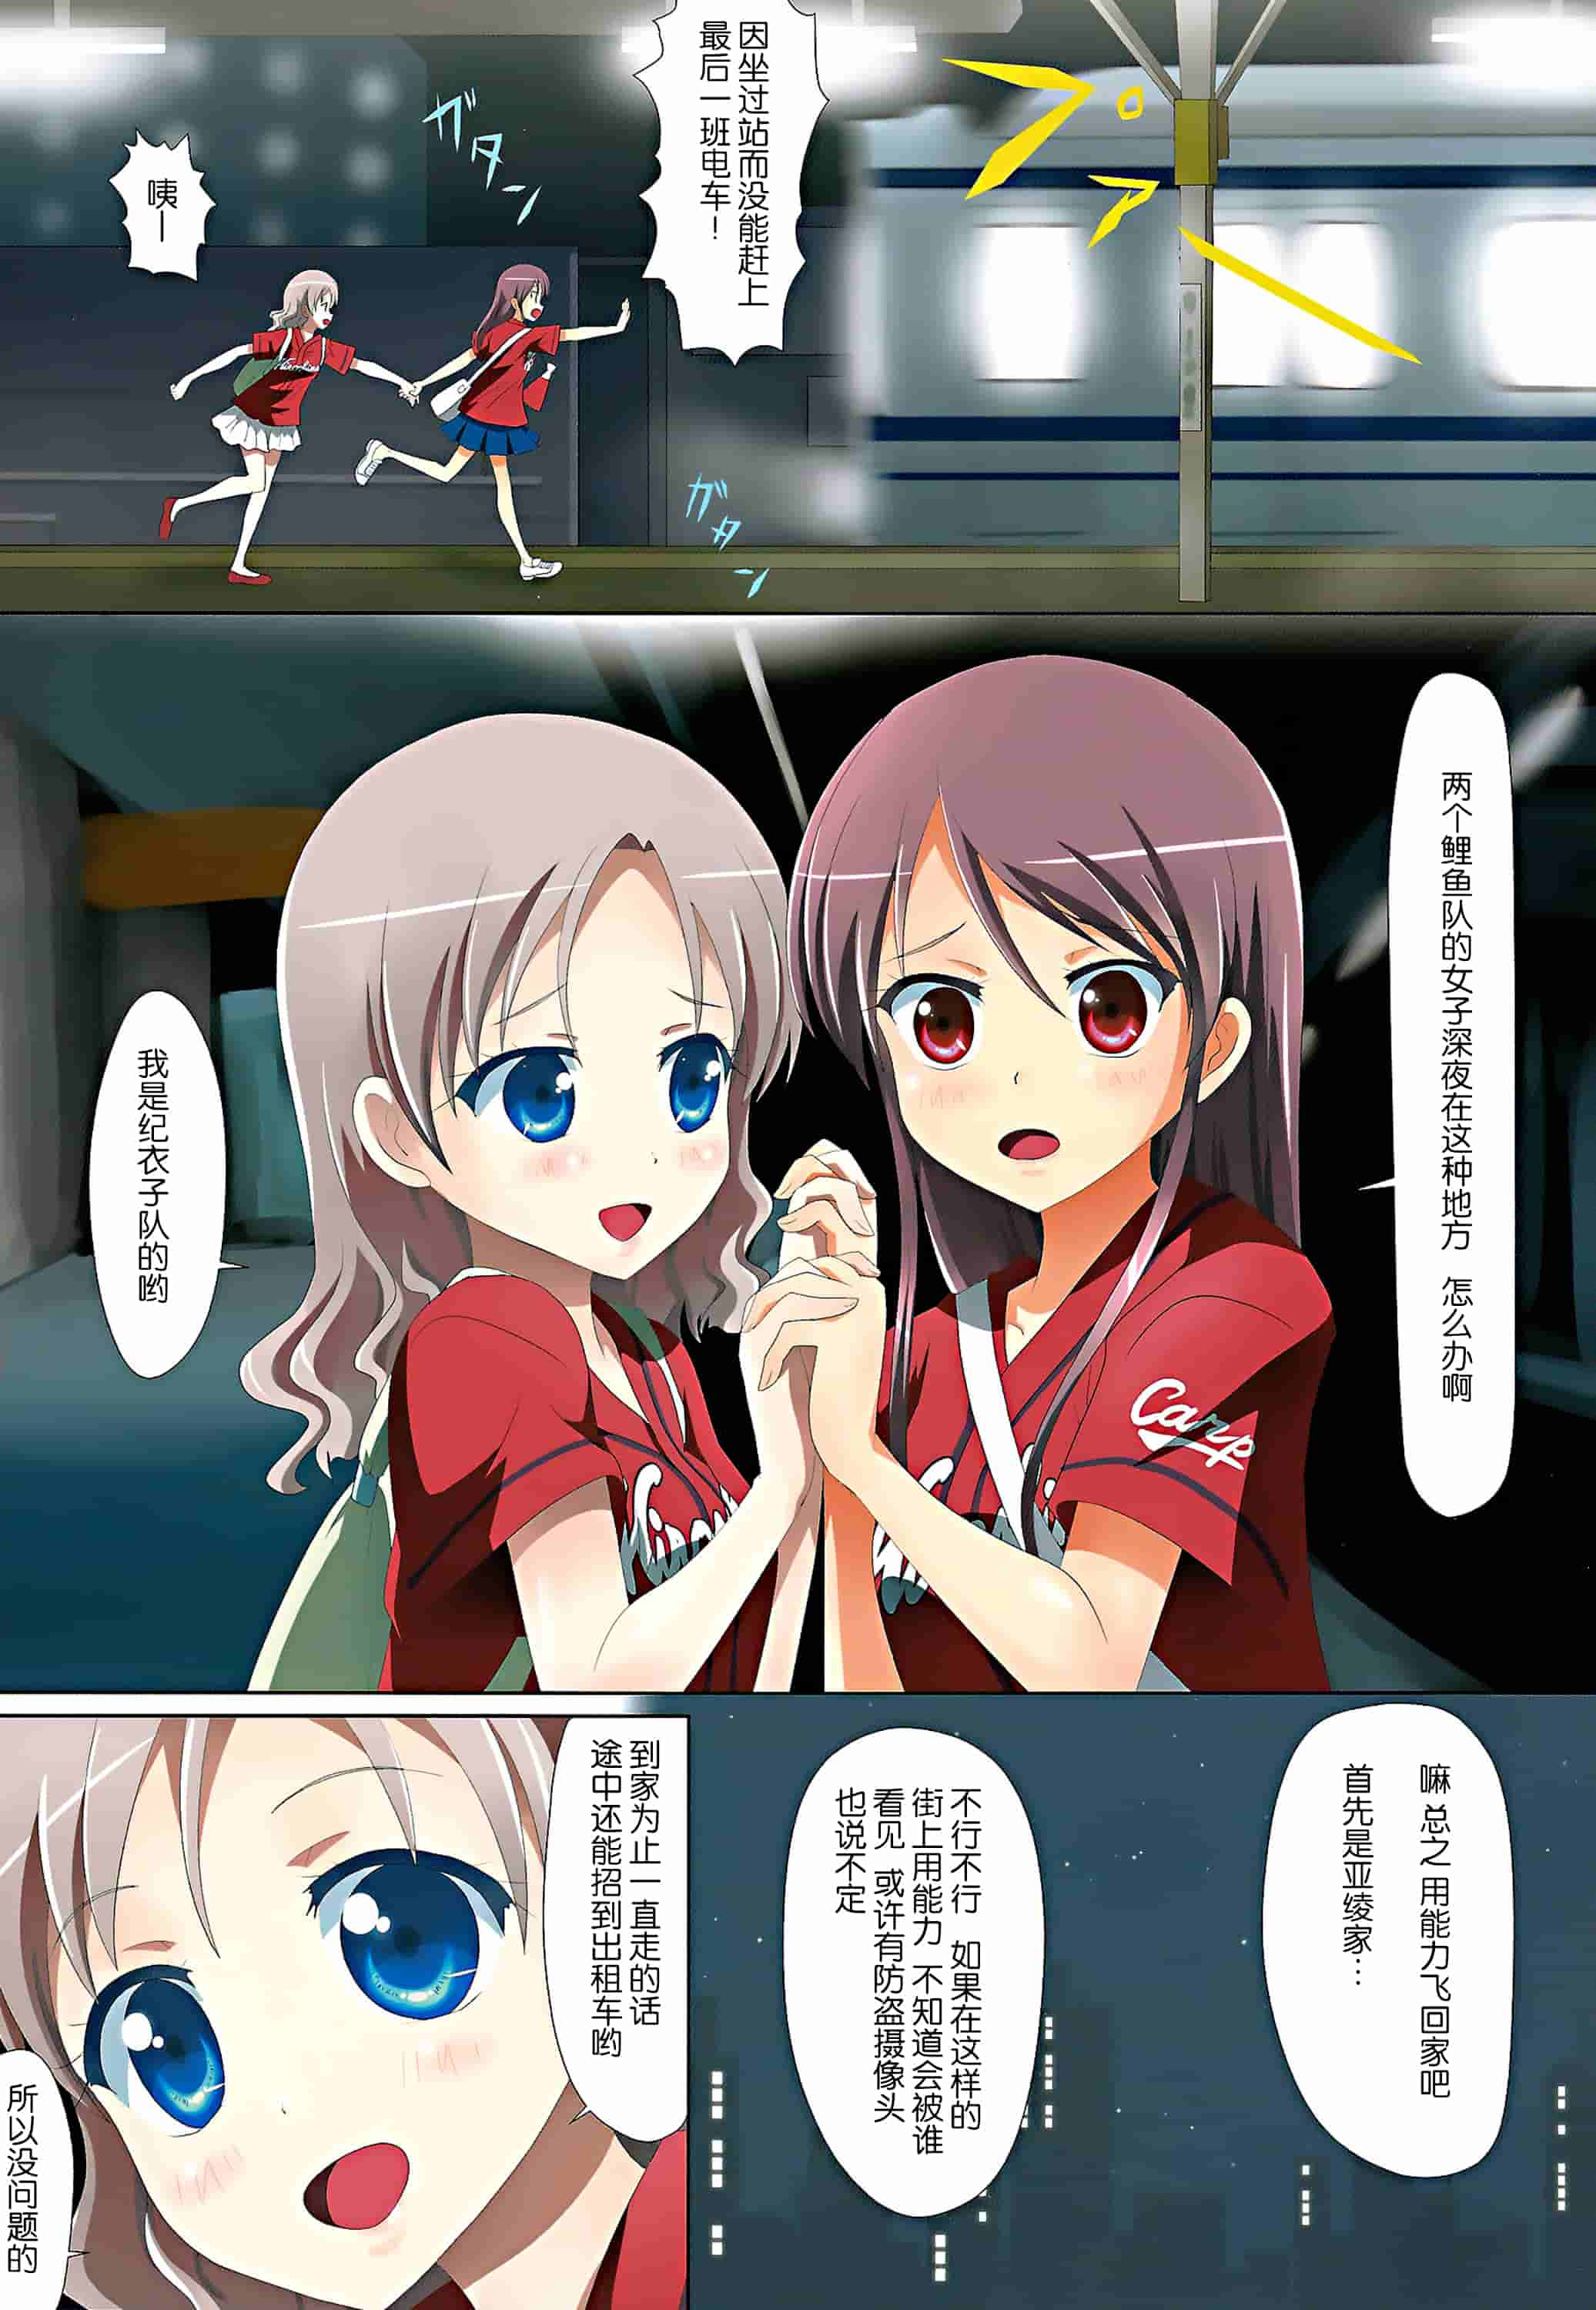 因坐过站而没能赶上
最后一班电车！
咦—
パァ
ガタン
ガタン
两个鲤鱼队的女子深夜在这种地方 怎么办啊
我是纪衣子队的哟
Carp
嘛 总之 用能力飞回家吧
首先是亚绫家…
不行不行 如果在这样的
街上用能力 不知道会被谁
看见 或许有防盗摄像头
也说不定
到家为止一直走的话
途中还能招到出租车哟
所以没问题的